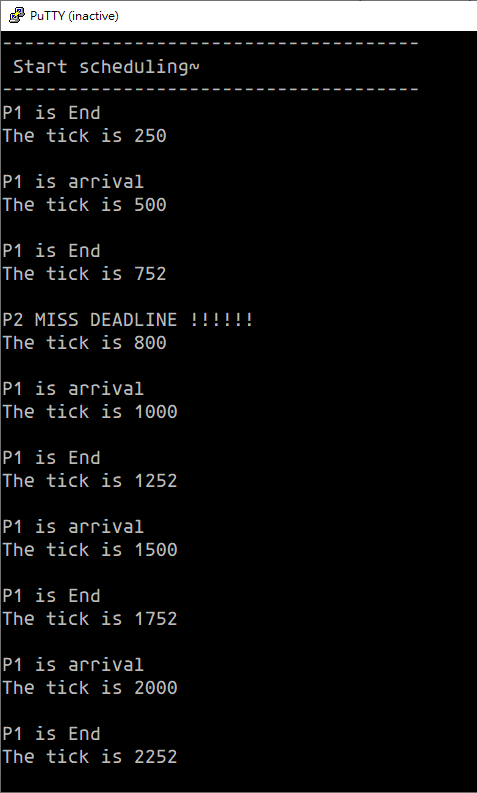 PuTTY (inactive)
--------------------------------------
Start scheduling~
--------------------------------------
P1 is End
The tick is 250
P1 is arrival
The tick is 500
P1 is End
The tick is 752
P2 MISS DEADLINE !!!!!!
The tick is 800
P1 is arrival
The tick is 1000
P1 is End
The tick is 1252
P1 is arrival
The tick is 1500
P1 is End
The tick is 1752
P1 is arrival
The tick is 2000
P1 is End
The tick is 2252